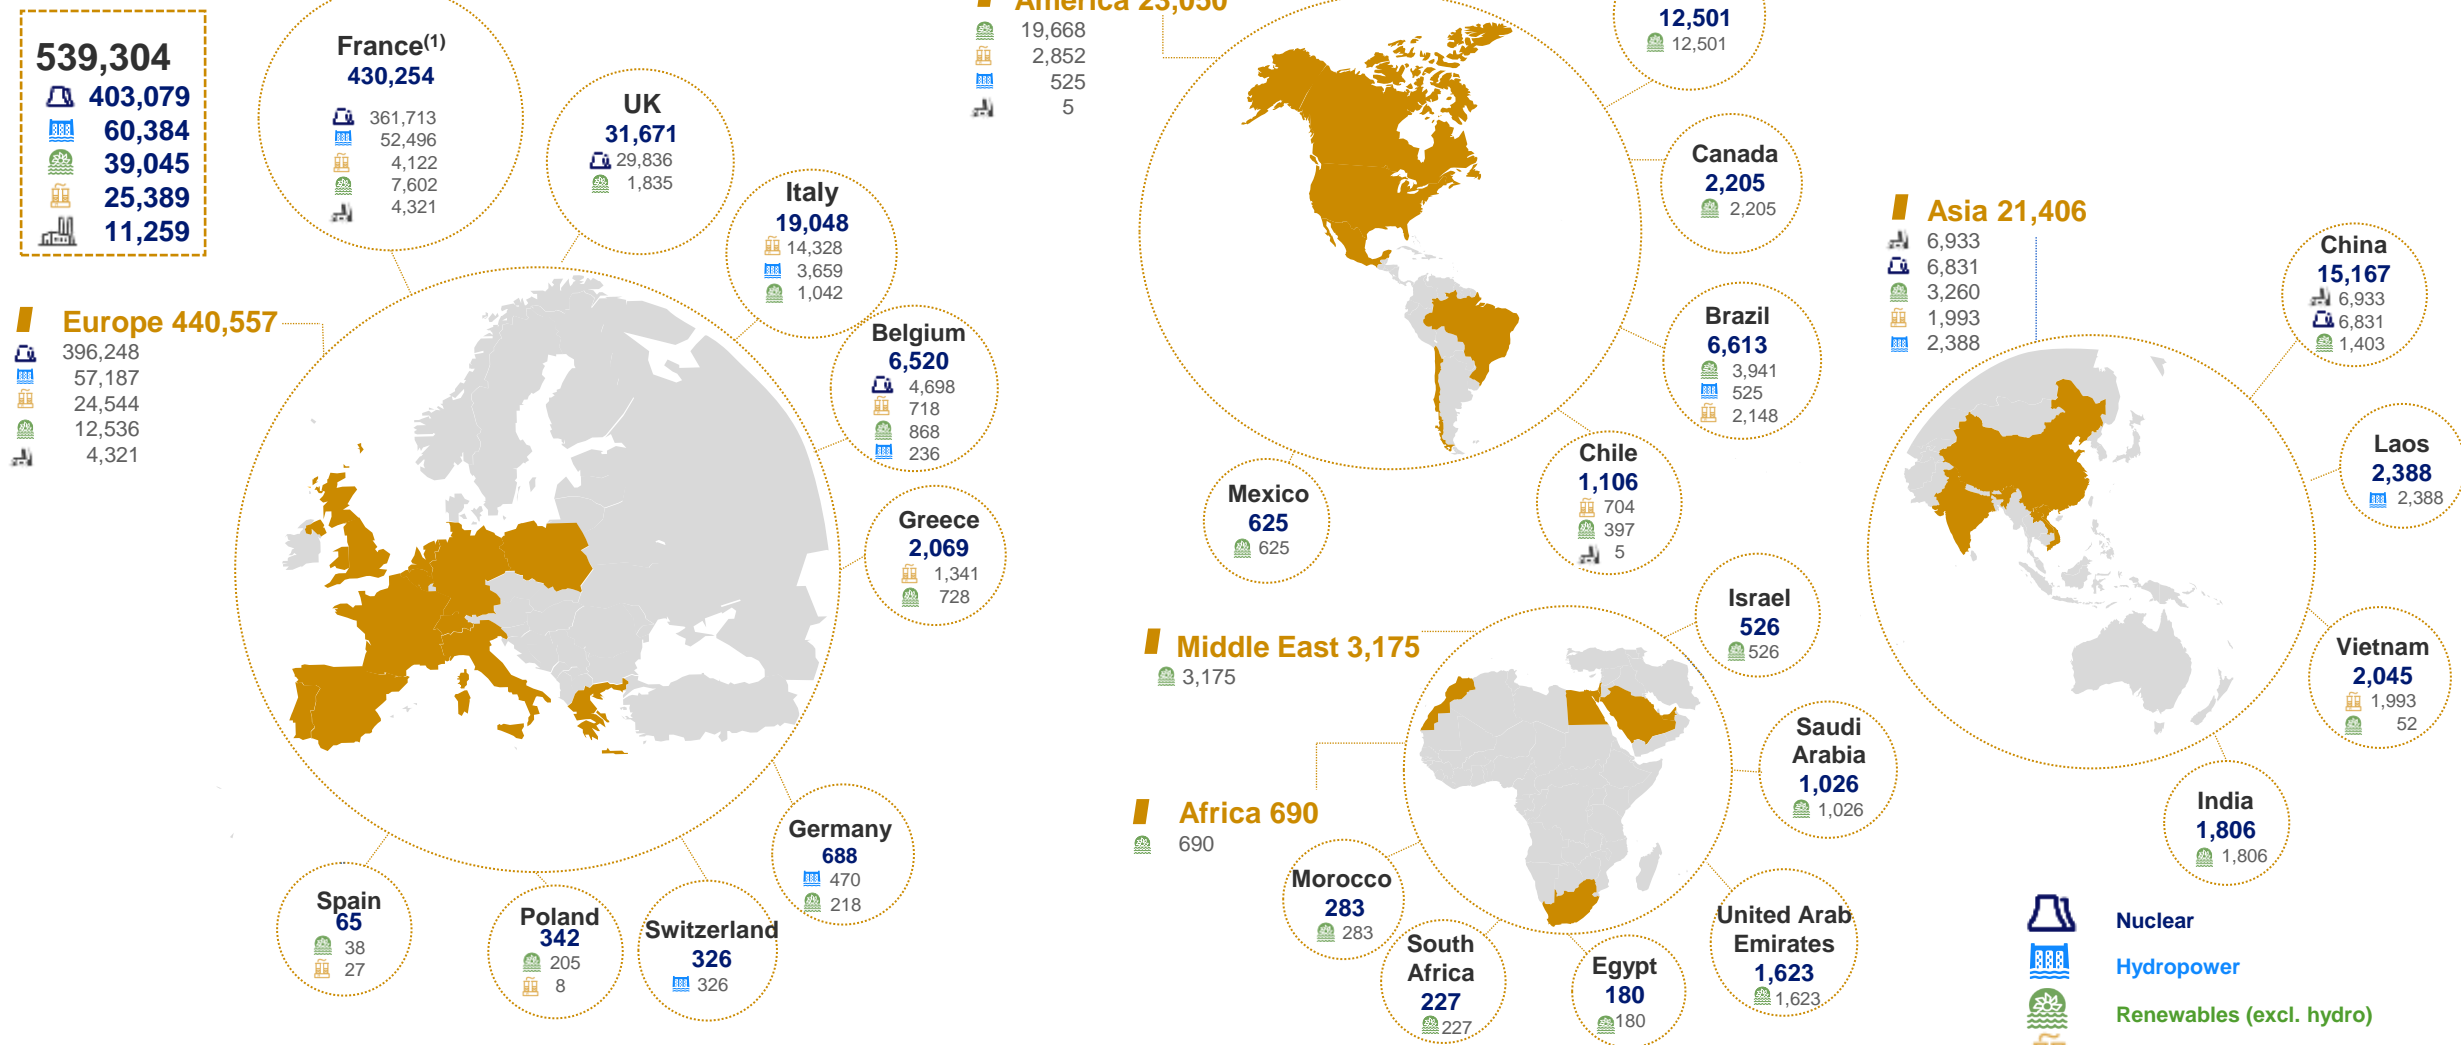 539,304
403,079
60,384
39,045
25,389
11,259
France(1)
430,254
361,713
52,496
4,122
7,602
4,321
UK
31,671
29,836
1,835
Italy
19,048
14,328
3,659
1,042
Belgium
6,520
4,698
718
868
236
Greece
2,069
1,341
728
Europe 440,557
396,248
57,187
24,544
12,536
4,321
Germany
688
470
218
Switzerland
326
326
Poland
342
205
8
Spain
65
38
27
America 23,050
19,668
2,852
525
5
12,501
12,501
Canada
2,205
2,205
Brazil
6,613
3,941
525
2,148
Chile
1,106
704
397
5
Mexico
625
625
Middle East 3,175
3,175
Israel
526
526
Saudi
Arabia
1,026
1,026
United Arab
Emirates
1,623
1,623
Africa 690
690
Morocco
283
283
South
Africa
227
227
Egypt
180
180
Asia 21,406
6,933
6,831
3,260
1,993
2,388
China
15,167
6,933
6,831
1,403
Laos
2,388
2,388
Vietnam
2,045
1,993
52
India
1,806
1,806
Nuclear
Hydropower
Renewables (excl. hydro)